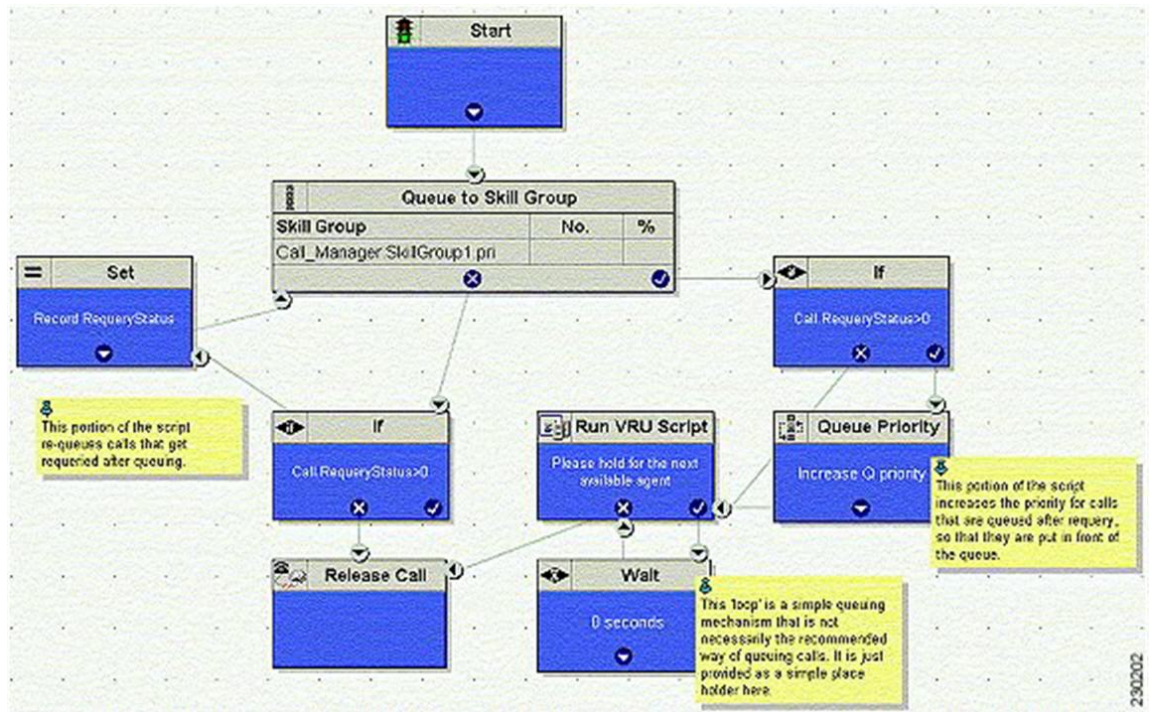 Start
Queue to Skill Group
Skill Group No. %
Call_Manager.SkillGroup1.pri
Set
Record RequeryStatus
If
Call.RequeryStatus>0
This portion of the script
re-queues calls that get
requeried after queuing.
If
Call.RequeryStatus>0
Run VRU Script
Please hold for the next
available agent
Queue Priority
Increase Q priority
This portion of the script
increases the priority for calls
that are queued after requery,
so that they are put in front of
the queue.
Release Call
Wait
0 seconds
This 'loop' is a simple queuing
mechanism that is not
necessarily the recommended
way of queuing calls. It is just
provided as a simple place
holder here.
230202